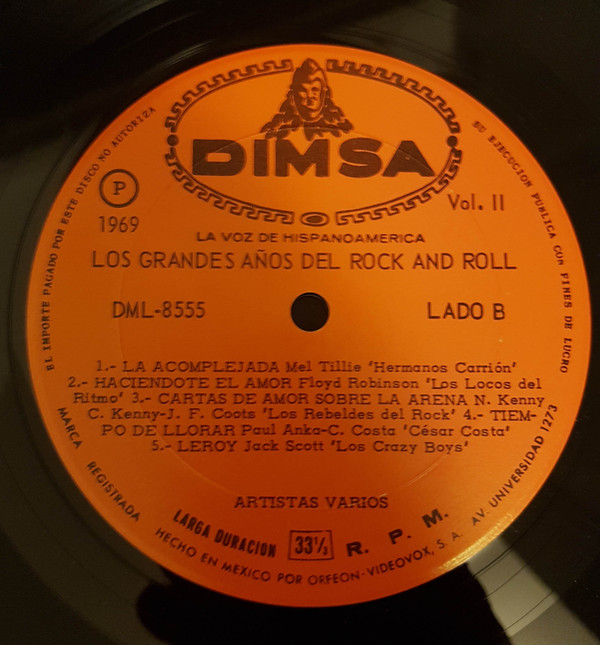 DIMSA
Ⓟ
1969
Vol. II
LA VOZ DE HISPANOAMERICA
LOS GRANDES AÑOS DEL ROCK AND ROLL
DML-8555
LADO B
1.- LA ACOMPLEJADA Mel Tillie 'Hermanos Carrión'
2.- HACIENDOTE EL AMOR Floyd Robinson 'Los Locos del
Ritmo' 3.- CARTAS DE AMOR SOBRE LA ARENA N. Kenny
C. Kenny-J. F. Coots 'Los Rebeldes del Rock' 4.- TIEM-
PO DE LLORAR Paul Anka-C. Costa 'César Costa'
5.- LEROY Jack Scott 'Los Crazy Boys'
ARTISTAS VARIOS
LARGA DURACION 33⅓ R. P. M.
EL IMPORTE PAGADO POR ESTE DISCO NO AUTORIZA
SU EJECUCION PUBLICA CON FINES DE LUCRO
MARCA REGISTRADA HECHO EN MEXICO POR ORFEON-VIDEOVOX, S. A. AV. UNIVERSIDAD 1273